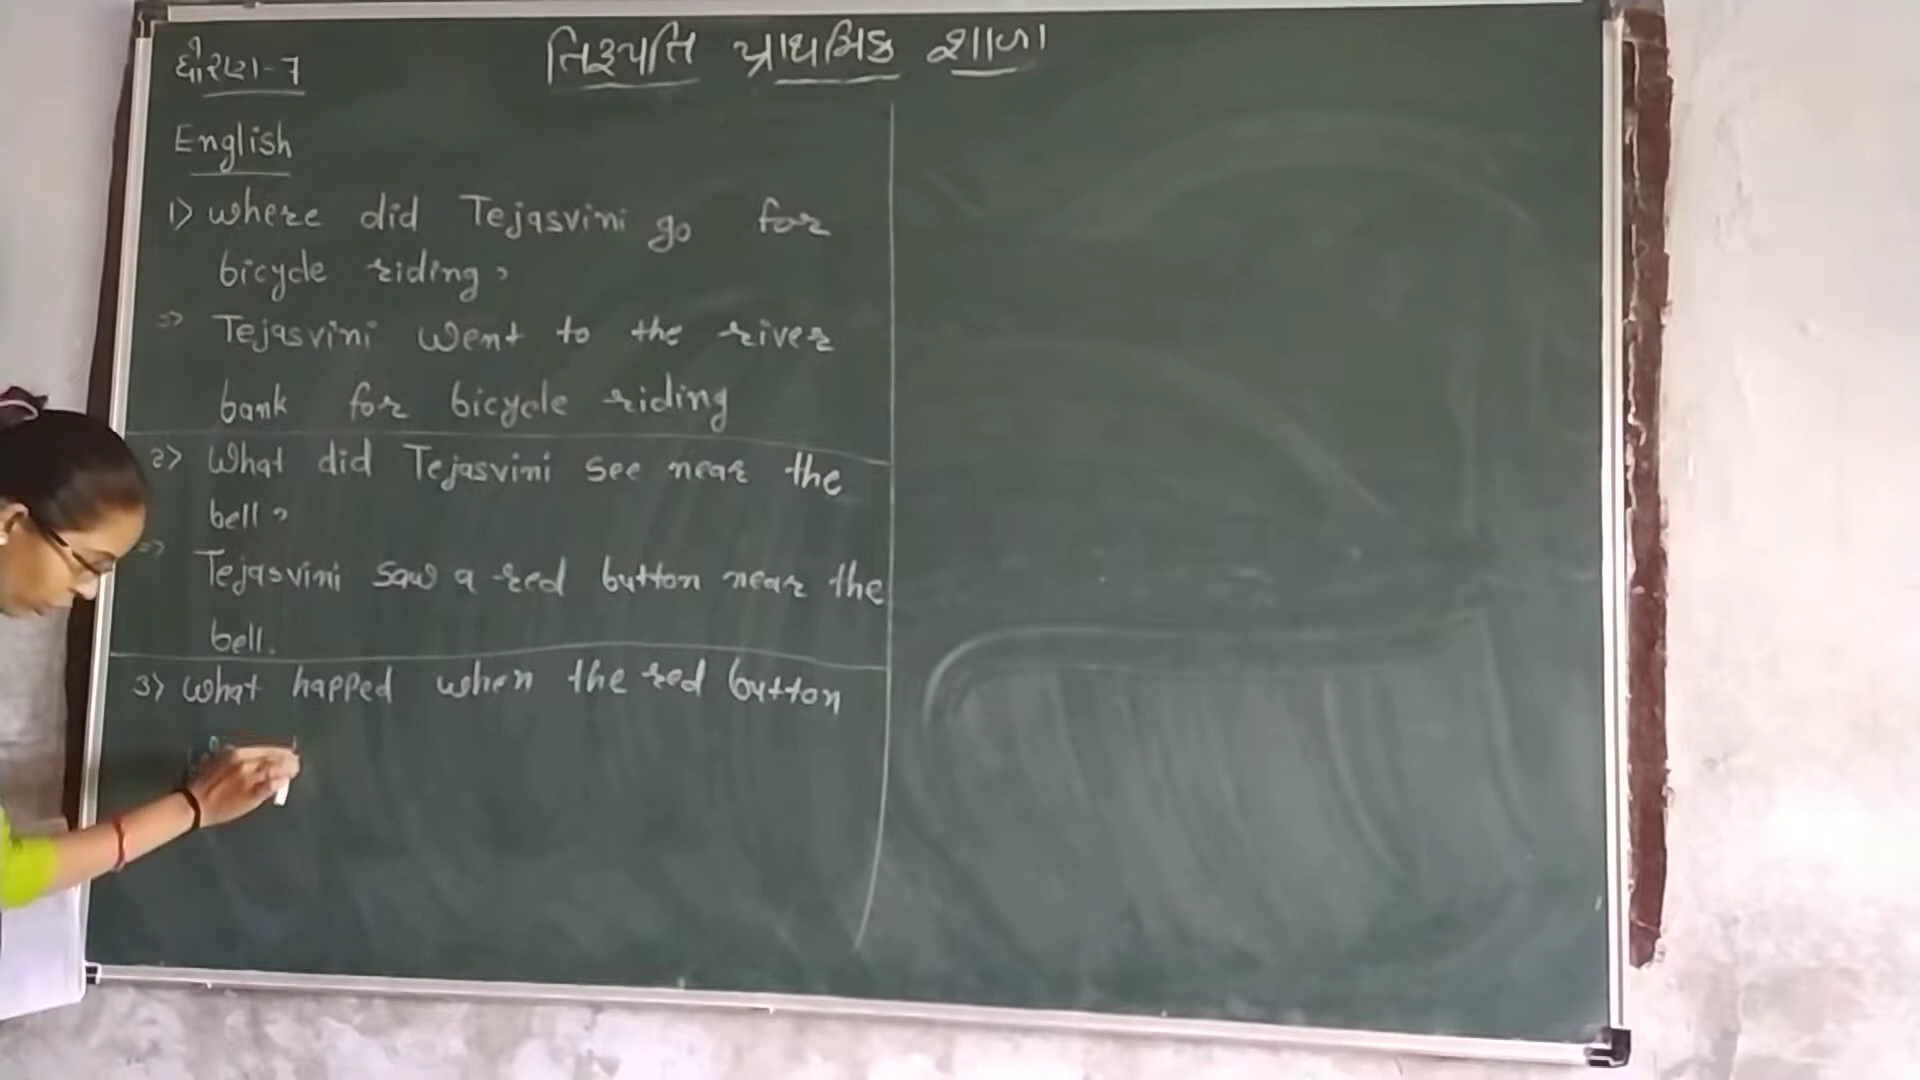 ધોરણ-7
તિરૂપતિ પ્રાથમિક શાળા
English
1) where did Tejasvini go for
bicycle riding?
=> Tejasvini went to the river
bank for bicycle riding
2) What did Tejasvini see near the
bell?
=> Tejasvini saw a red button near the
bell.
3) What happed when the red button